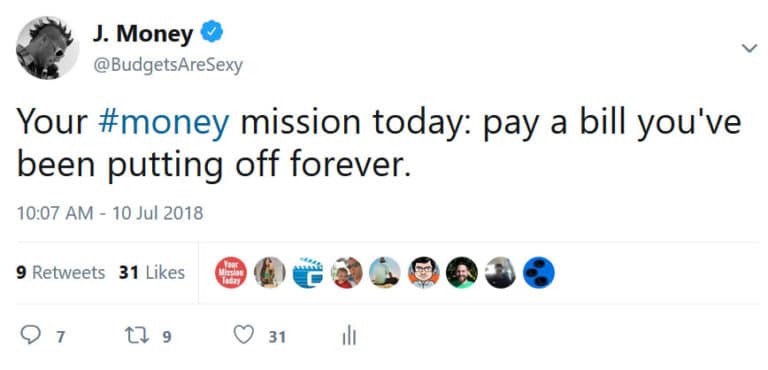 J. Money
@BudgetsAreSexy
Your #money mission today: pay a bill you've
been putting off forever.
10:07 AM - 10 Jul 2018
9 Retweets 31 Likes
Your
Mission
Today
7 9 31